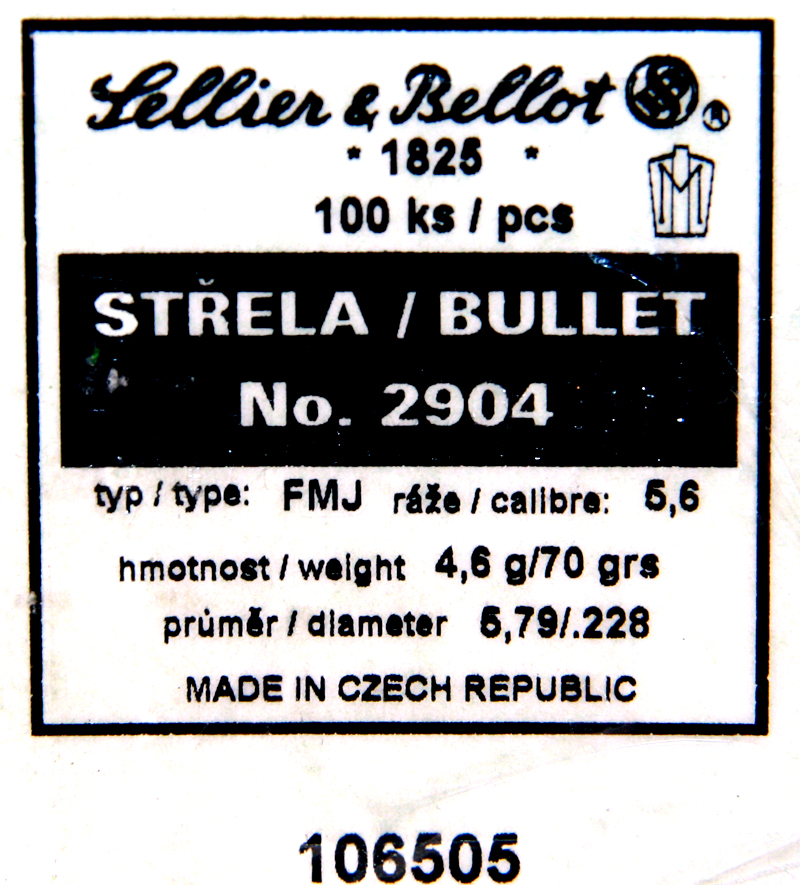 Sellier & Bellot ®
* 1825 *
100 ks / pcs
STŘELA / BULLET
No. 2904
typ / type: FMJ ráže / calibre: 5,6
hmotnost / weight 4,6 g/70 grs
průměr / diameter 5,79/.228
MADE IN CZECH REPUBLIC
106505